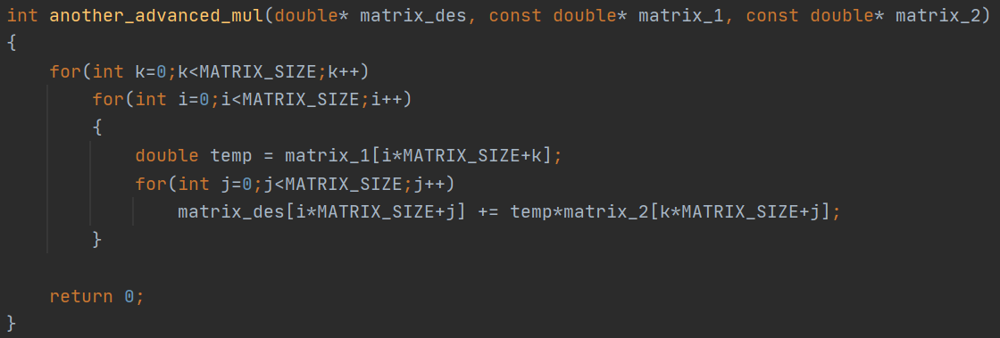 int another_advanced_mul(double* matrix_des, const double* matrix_1, const double* matrix_2)
{
    for(int k=0;k<MATRIX_SIZE;k++)
        for(int i=0;i<MATRIX_SIZE;i++)
        {
            double temp = matrix_1[i*MATRIX_SIZE+k];
            for(int j=0;j<MATRIX_SIZE;j++)
                matrix_des[i*MATRIX_SIZE+j] += temp*matrix_2[k*MATRIX_SIZE+j];
        }

    return 0;
}